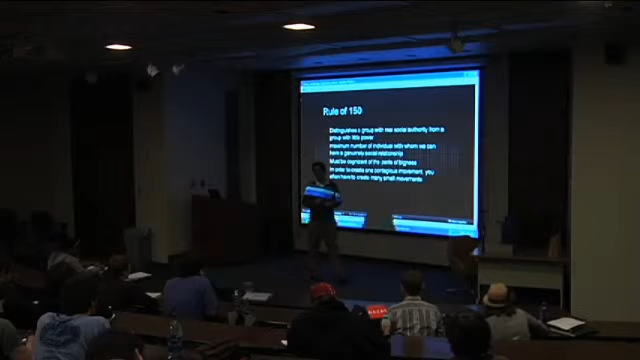 Rule of 150
Distinguishes a group with real social authority from a
group with little power
maximum number of individual with whom we can
have a genuinely social relationship
Must be cognizant of the perils of bigness
In order to create one contagious movement, you
often have to create many small movements